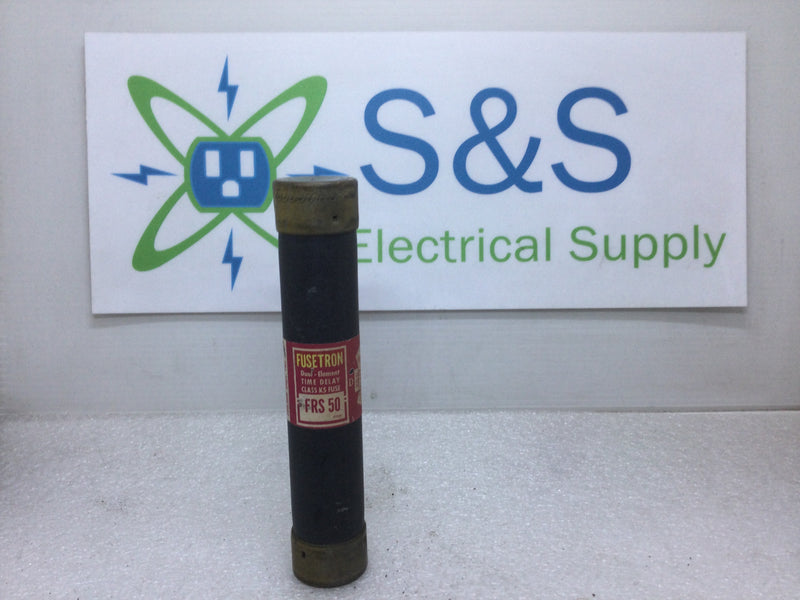 S&S
Electrical Supply
FUSETRON
Dual-Element
TIME DELAY
CLASS K5 FUSE
FRS 50